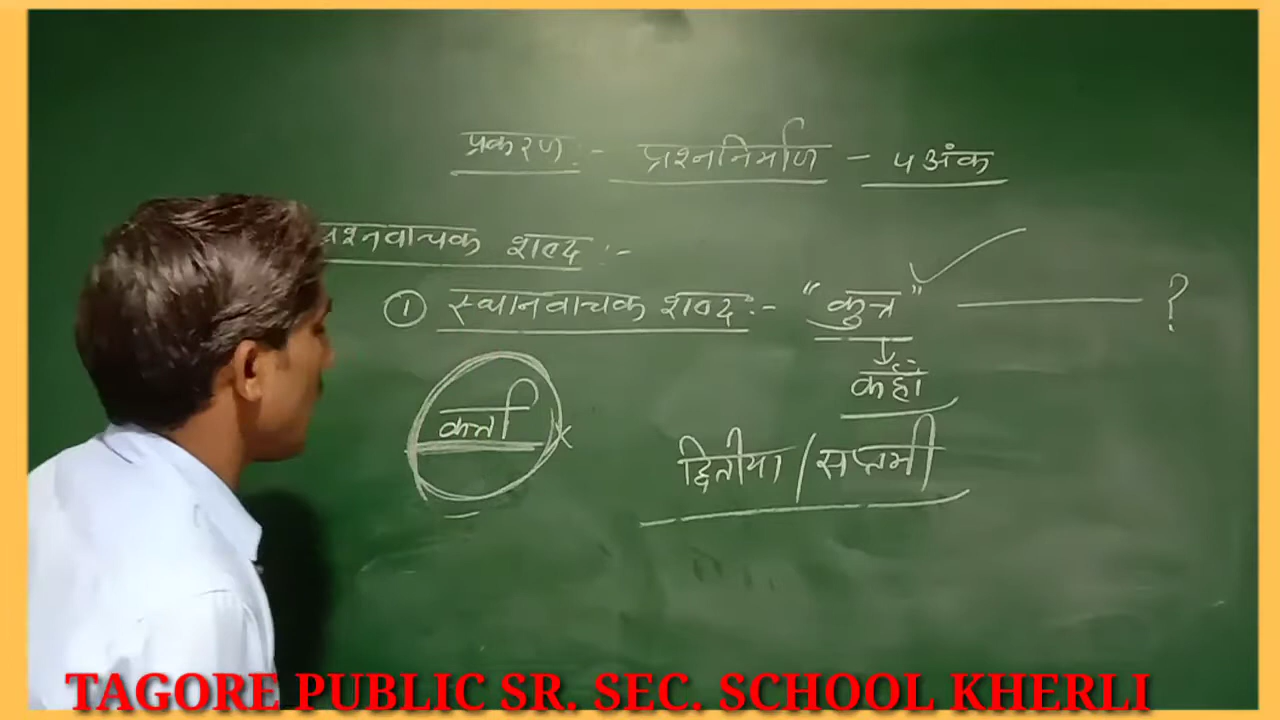 प्रकरण :- प्रश्ननिर्माण - ५ अंक
प्रश्नवाचक शब्द :-
① स्थानवाचक शब्द :- "कुत्र" ?
कहाँ
कर्त्ता x
द्वितीया / सप्तमी
TAGORE PUBLIC SR. SEC. SCHOOL KHERLI